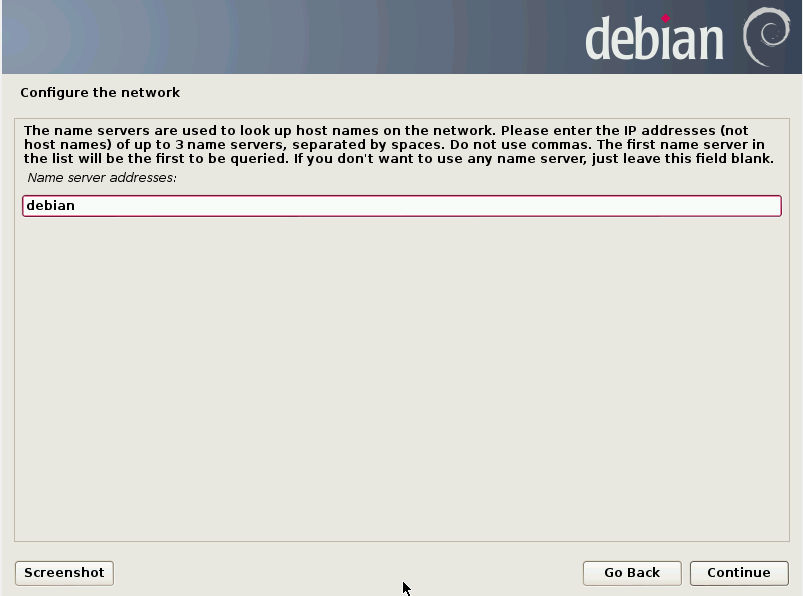 debian
Configure the network
The name servers are used to look up host names on the network. Please enter the IP addresses (not
host names) of up to 3 name servers, separated by spaces. Do not use commas. The first name server in
the list will be the first to be queried. If you don't want to use any name server, just leave this field blank.
Name server addresses:
debian
Screenshot
Go Back
Continue